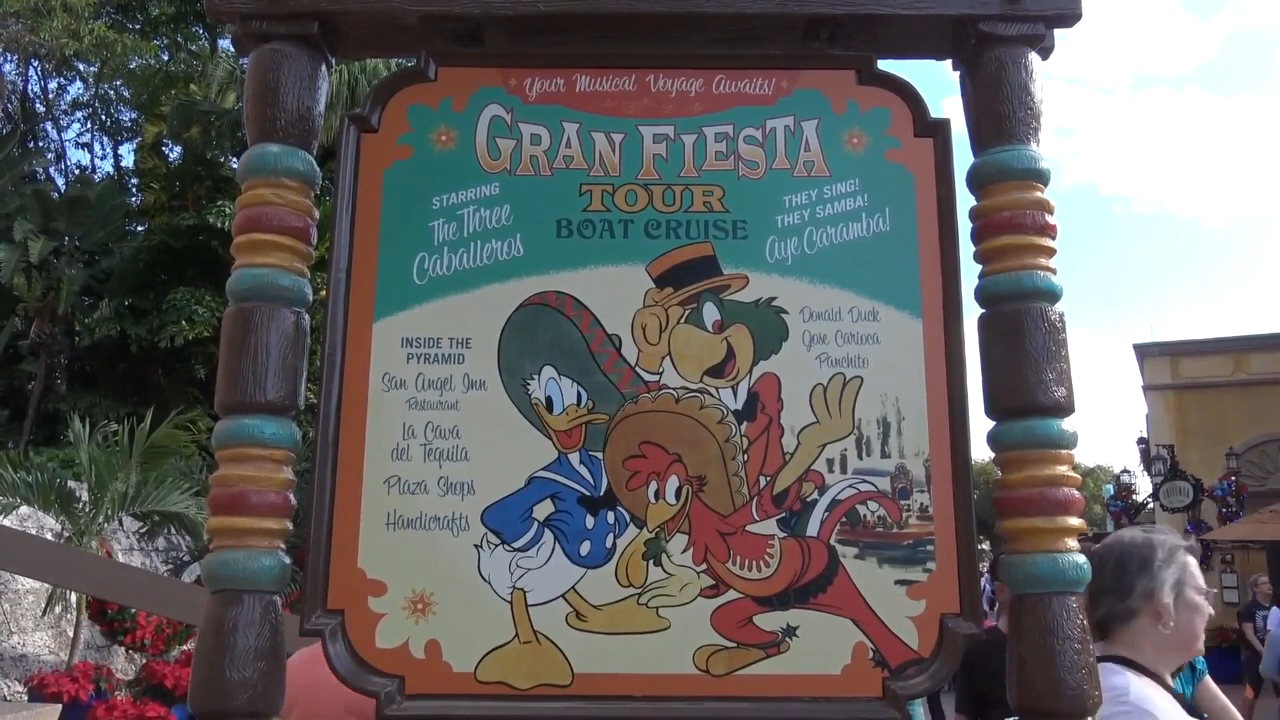 Your Musical Voyage Awaits!
GRAN FIESTA
TOUR
BOAT CRUISE
STARRING
The Three
Caballeros
THEY SING!
THEY SAMBA!
Aye Caramba!
INSIDE THE
PYRAMID
San Angel Inn
Restaurant
La Cava
del Tequila
Plaza Shops
Handicrafts
Donald Duck
Jose Carioca
Panchito